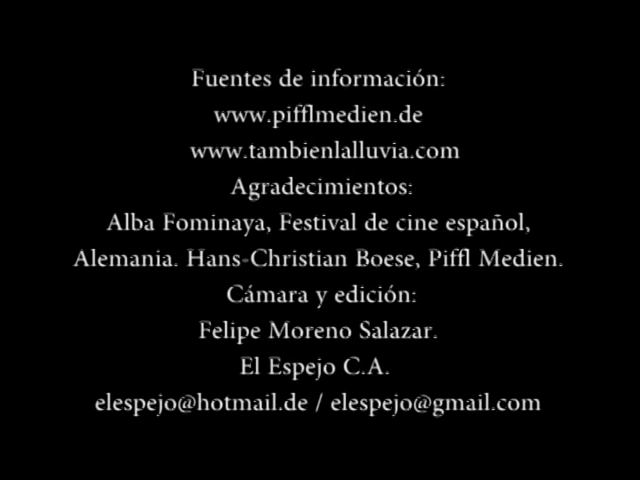 Fuentes de información:
www.pifflmedien.de
www.tambienlalluvia.com
Agradecimientos:
Alba Fominaya, Festival de cine español,
Alemania. Hans-Christian Boese, Piffl Medien.
Cámara y edición:
Felipe Moreno Salazar.
El Espejo C.A.
elespejo@hotmail.de / elespejo@gmail.com